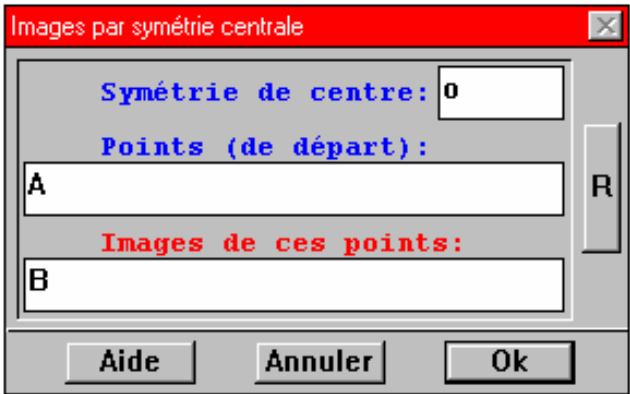 Images par symétrie centrale
Symétrie de centre: o
Points (de départ):
A
R
Images de ces points:
B
Aide Annuler Ok